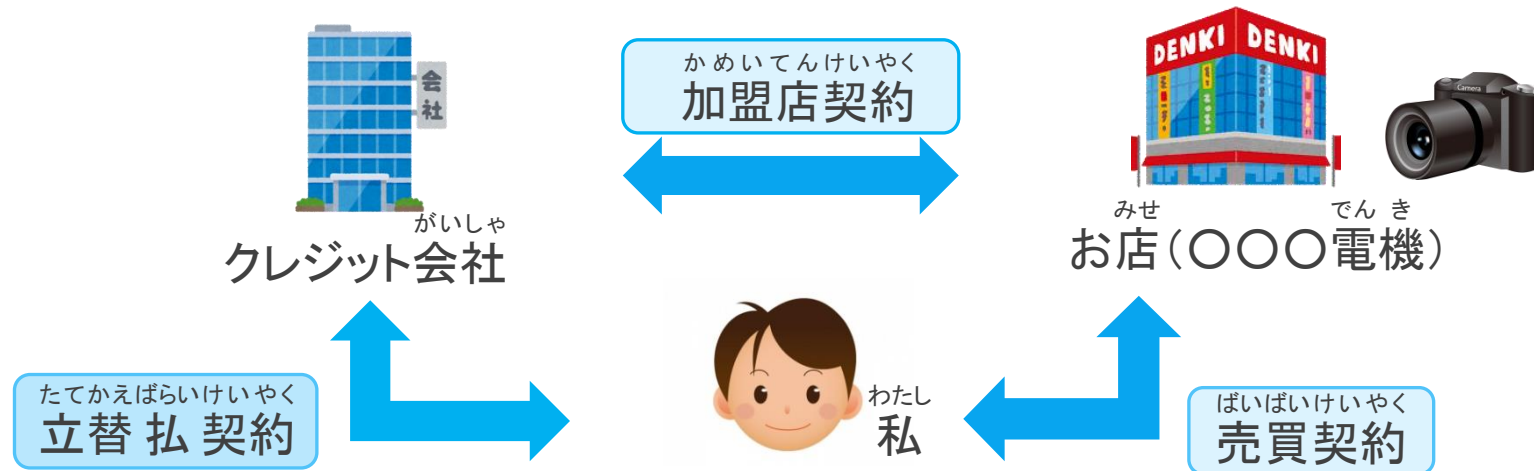 かめいてんけいやく
加盟店契約
会社
DENKI DENKI
Camera
がいしゃ
クレジット会社
みせ でんき
お店(〇〇〇電機)
たてかえばらいけいやく
立替払契約
わたし
私
ばいばいけいやく
売買契約